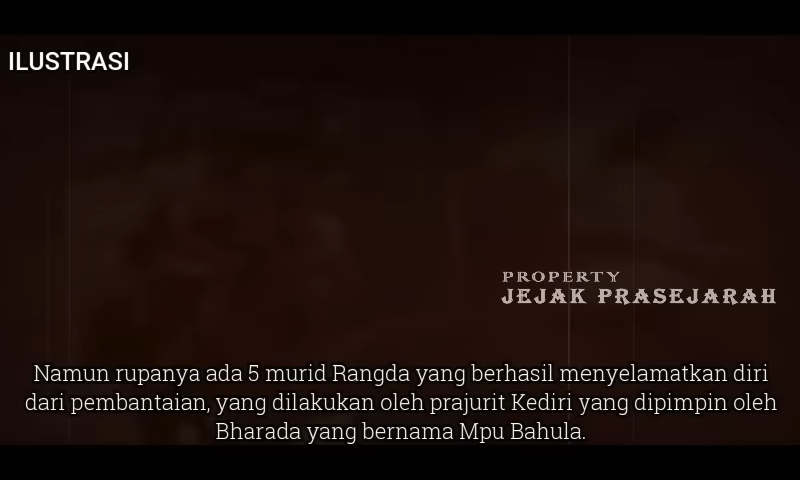 ILUSTRASI
PROPERTY
JEJAK PRASEJARAH
Namun rupanya ada 5 murid Rangda yang berhasil menyelamatkan diri
dari pembantaian, yang dilakukan oleh prajurit Kediri yang dipimpin oleh
Bharada yang bernama Mpu Bahula.